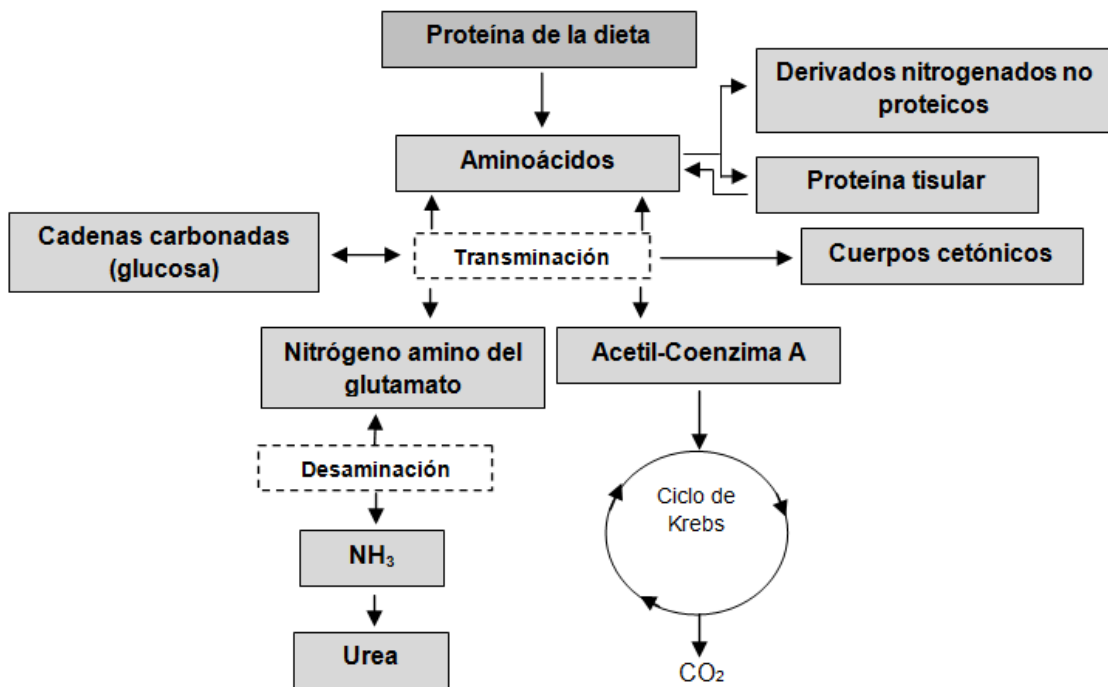 Proteína de la dieta
Derivados nitrogenados no
proteicos
Aminoácidos
Proteína tisular
Cadenas carbonadas
(glucosa)
Transminación
Cuerpos cetónicos
Nitrógeno amino del
glutamato
Acetil-Coenzima A
Desaminación
Ciclo de
Krebs
NH₃
Urea
CO₂